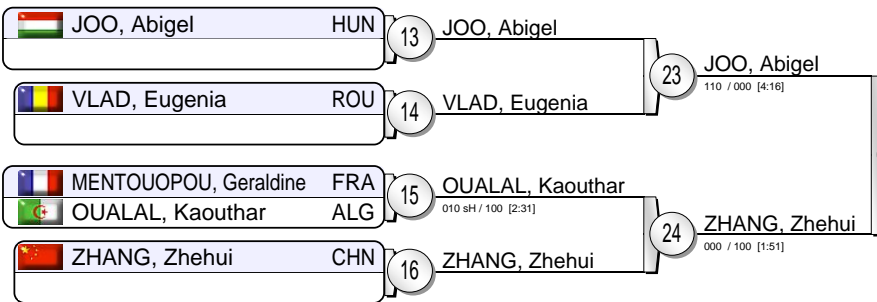 JOO, Abigel HUN 13 JOO, Abigel
23 JOO, Abigel
110 / 000 [4:16]
VLAD, Eugenia ROU 14 VLAD, Eugenia
MENTOUOPOU, Geraldine FRA
15 OUALAL, Kaouthar
010 sH / 100 [2:31]
OUALAL, Kaouthar ALG
24 ZHANG, Zhehui
000 / 100 [1:51]
ZHANG, Zhehui CHN 16 ZHANG, Zhehui